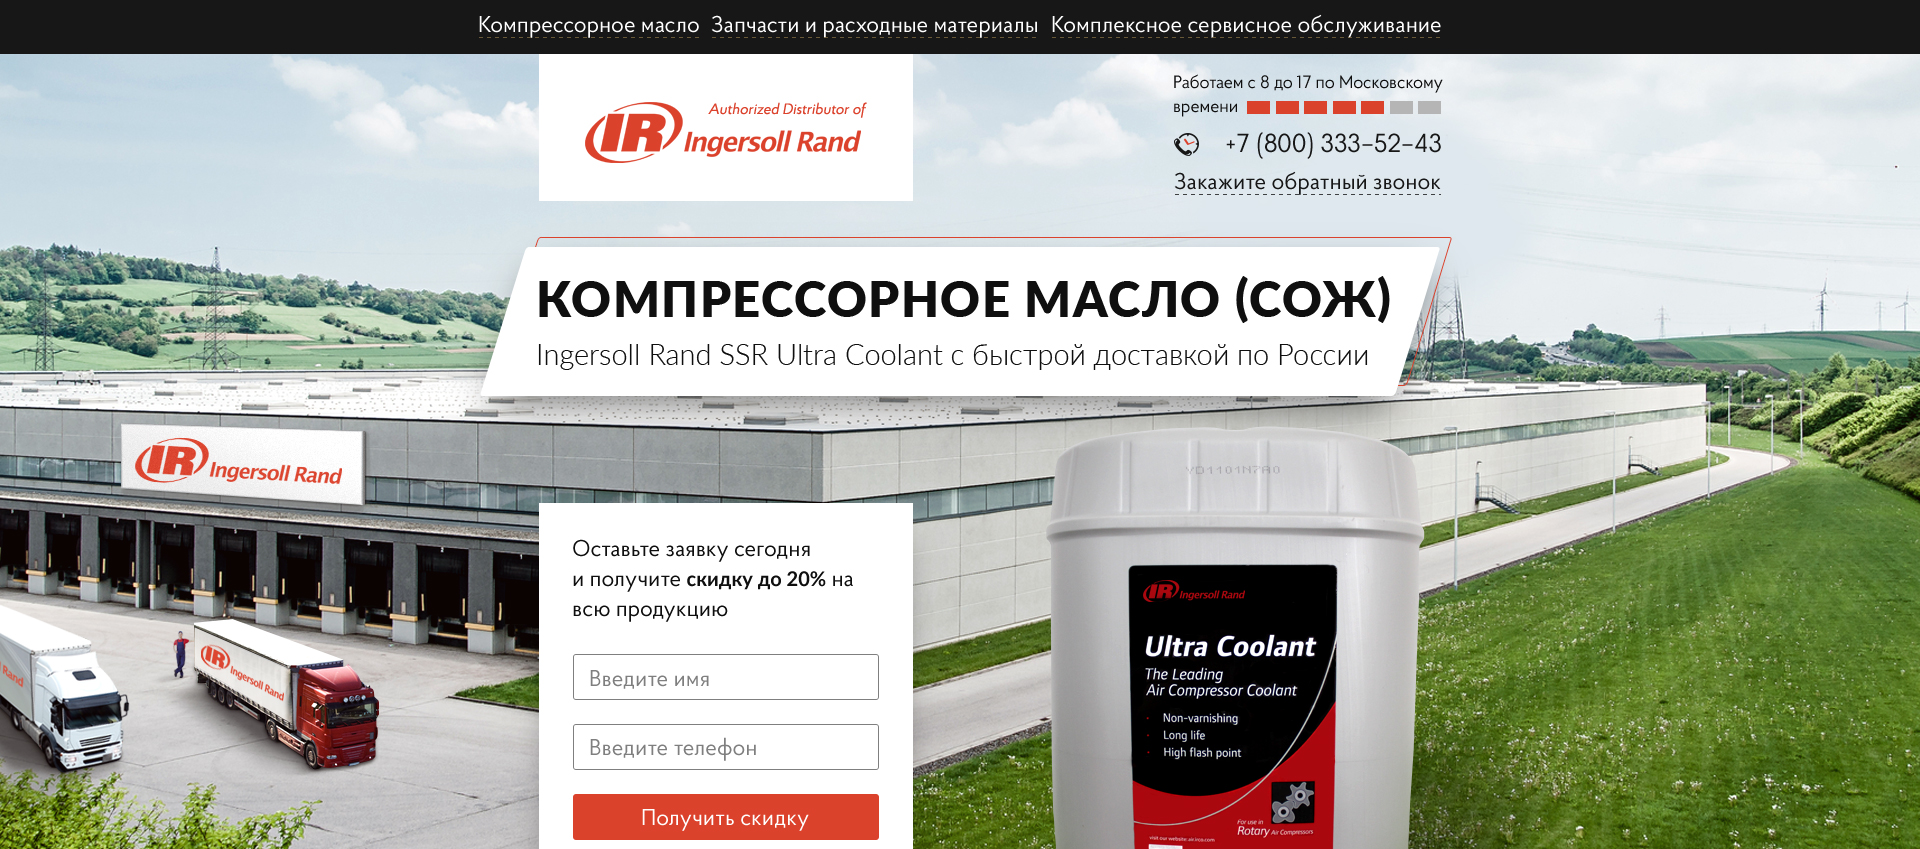 Компрессорное масло Запчасти и расходные материалы Комплексное сервисное обслуживание
IR
Authorized Distributor of
Ingersoll Rand
Работаем с 8 до 17 по Московскому
времени
+7 (800) 333-52-43
Закажите обратный звонок
КОМПРЕССОРНОЕ МАСЛО (СОЖ)
Ingersoll Rand SSR Ultra Coolant с быстрой доставкой по России
IR Ingersoll Rand
Оставьте заявку сегодня
и получите скидку до 20% на
всю продукцию
Введите имя
Введите телефон
Получить скидку
Rand
IR Ingersoll Rand
VD1101N7A0
IR Ingersoll Rand
Ultra Coolant
The Leading
Air Compressor Coolant
- Non-varnishing
- Long life
- High flash point
For use in
Rotary Air Compressors